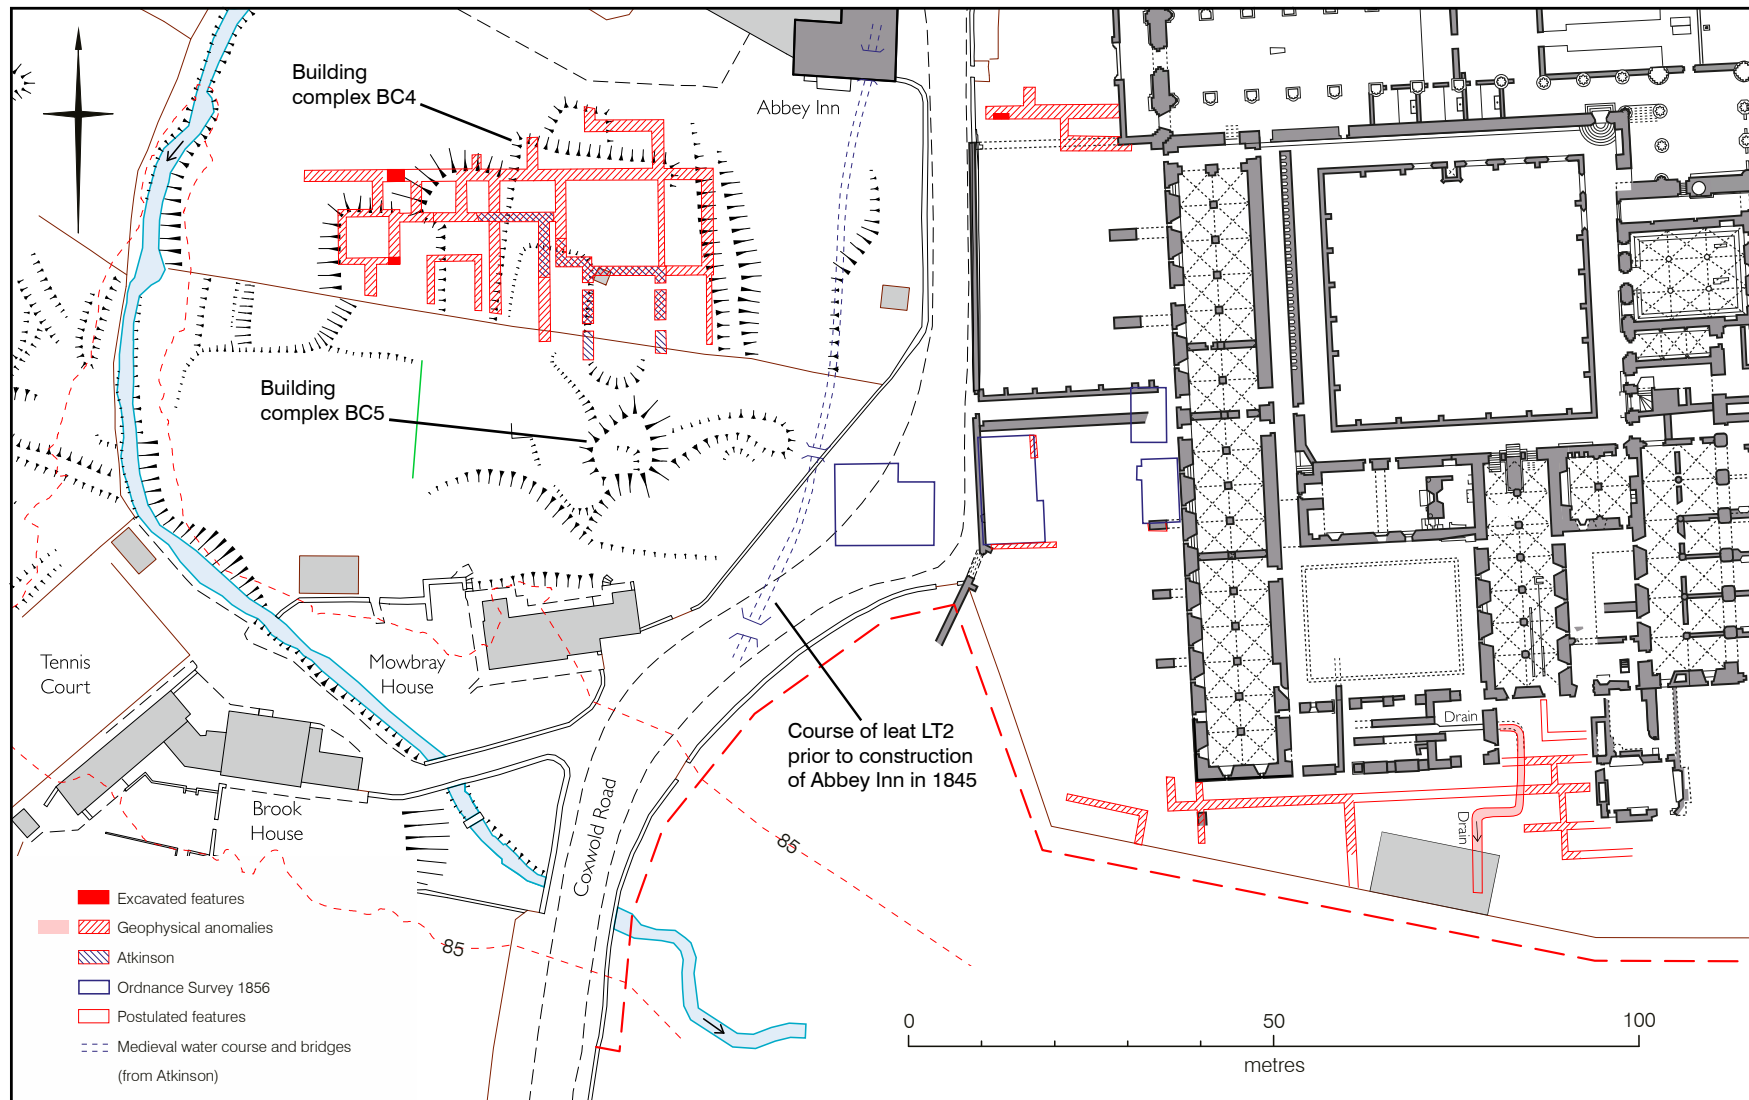 Building
complex BC4
Abbey Inn
Building
complex BC5
Tennis
Court
Mowbray
House
Brook
House
Course of leat LT2
prior to construction
of Abbey Inn in 1845
Coxwold Road
Drain
Drain
85
85
Excavated features
Geophysical anomalies
Atkinson
Ordnance Survey 1856
Postulated features
Medieval water course and bridges
(from Atkinson)
0 50 100
metres